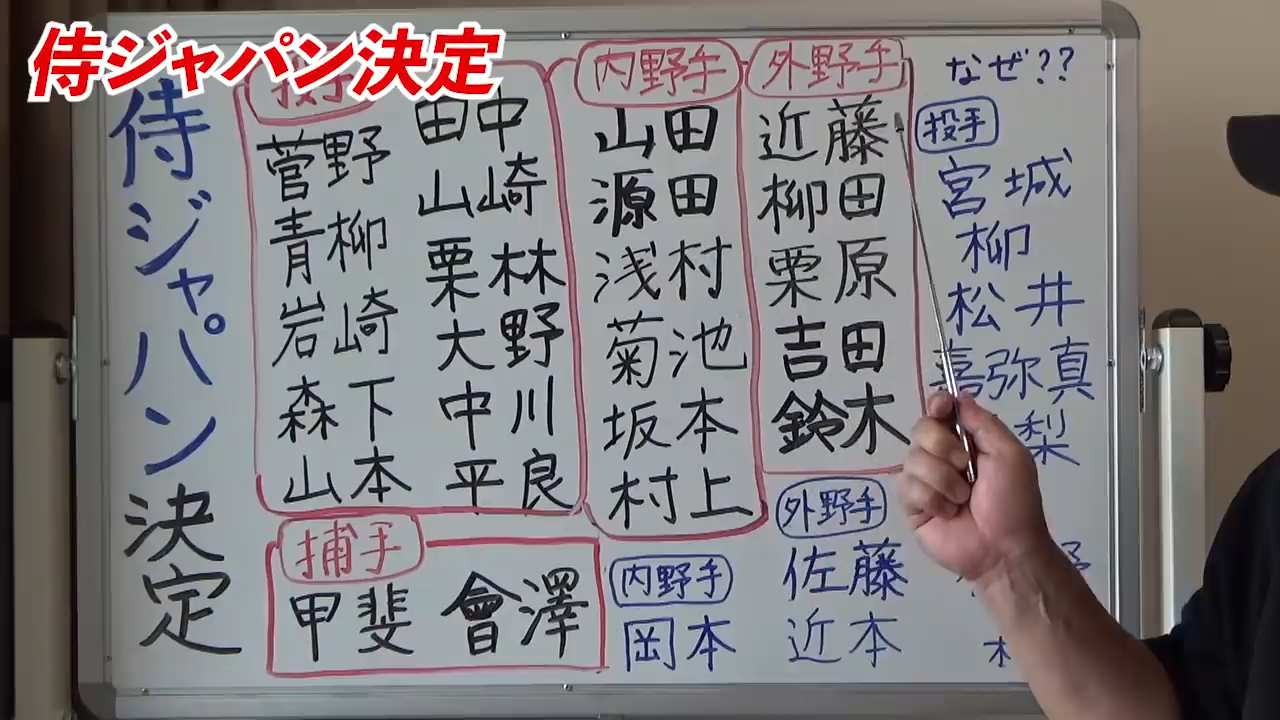 侍ジャパン決定
侍ジャパン決定
投手
菅野
青柳
岩崎
森下
山本
田中
山崎
栗林
大野
中川
平良
捕手
甲斐 會澤
内野手
山田
源田
浅村
菊池
坂本
村上
外野手
近藤
柳田
栗原
吉田
鈴木
なぜ??
投手
宮城
柳
松井
嘉弥真
梨
内野手
岡本
外野手
佐藤
近本